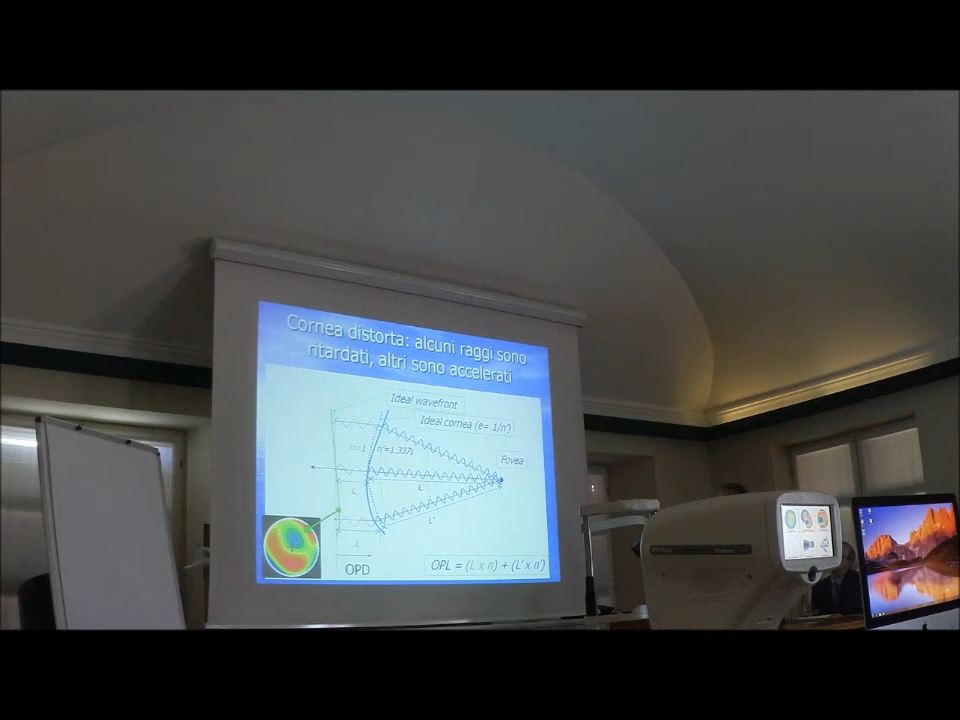 Cornea distorta: alcuni raggi sono
ritardati, altri sono accelerati
Ideal wavefront
Ideal cornea (e= 1/n')
n=1
n'=1.3375
Fovea
L
L'
L'
L
OPD
OPL = (L x n) + (L' x n')